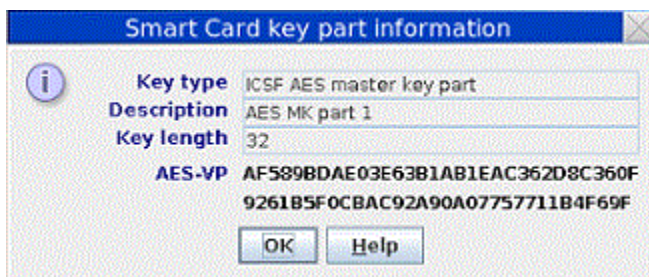 Smart Card key part information
Key type ICSF AES master key part
Description AES MK part 1
Key length 32
AES-VP AF589BDAE03E63B1AB1EAC362D8C360F
9261B5F0CBAC92A90A07757711B4F69F
OK Help